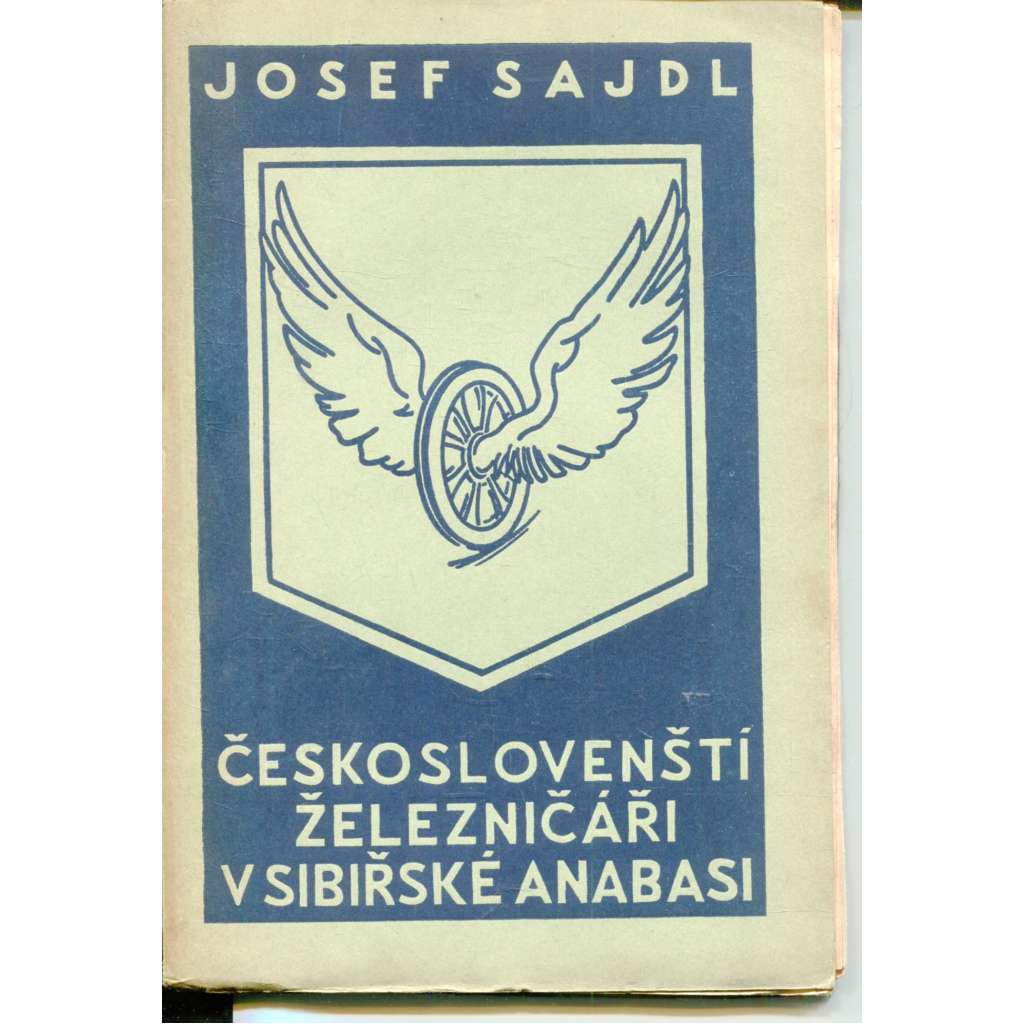 JOSEF SAJDL
ČESKOSLOVENŠTÍ
ŽELEZNIČÁŘI
V SIBIŘSKÉ ANABASI